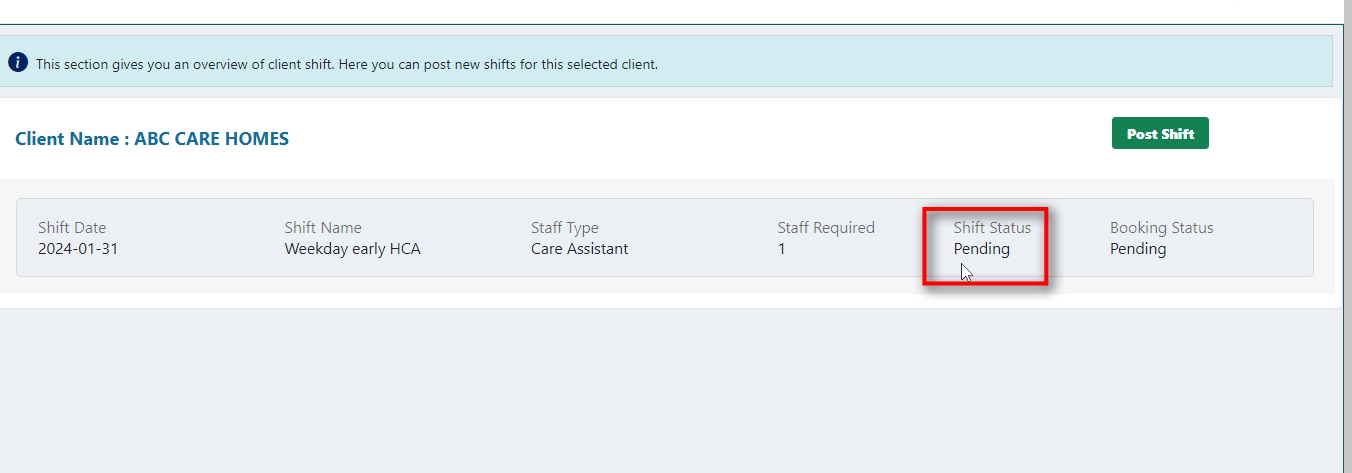 i This section gives you an overview of client shift. Here you can post new shifts for this selected client.
Client Name : ABC CARE HOMES
Post Shift
Shift Date Shift Name Staff Type Staff Required Shift Status Booking Status
2024-01-31 Weekday early HCA Care Assistant 1 Pending Pending